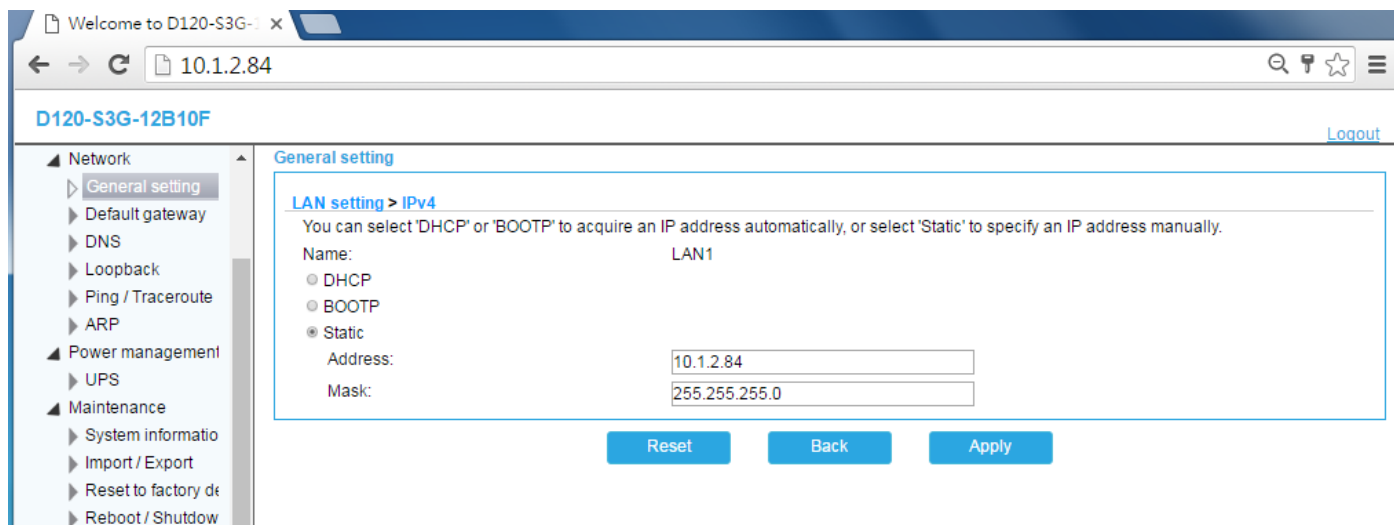 Welcome to D120-S3G-1
10.1.2.84
D120-S3G-12B10F
Logout
Network
General setting
Default gateway
DNS
Loopback
Ping / Traceroute
ARP
Power management
UPS
Maintenance
System informatio
Import / Export
Reset to factory de
Reboot / Shutdow
General setting
LAN setting > IPv4
You can select 'DHCP' or 'BOOTP' to acquire an IP address automatically, or select 'Static' to specify an IP address manually.
Name: LAN1
DHCP
BOOTP
Static
Address: 10.1.2.84
Mask: 255.255.255.0
Reset Back Apply